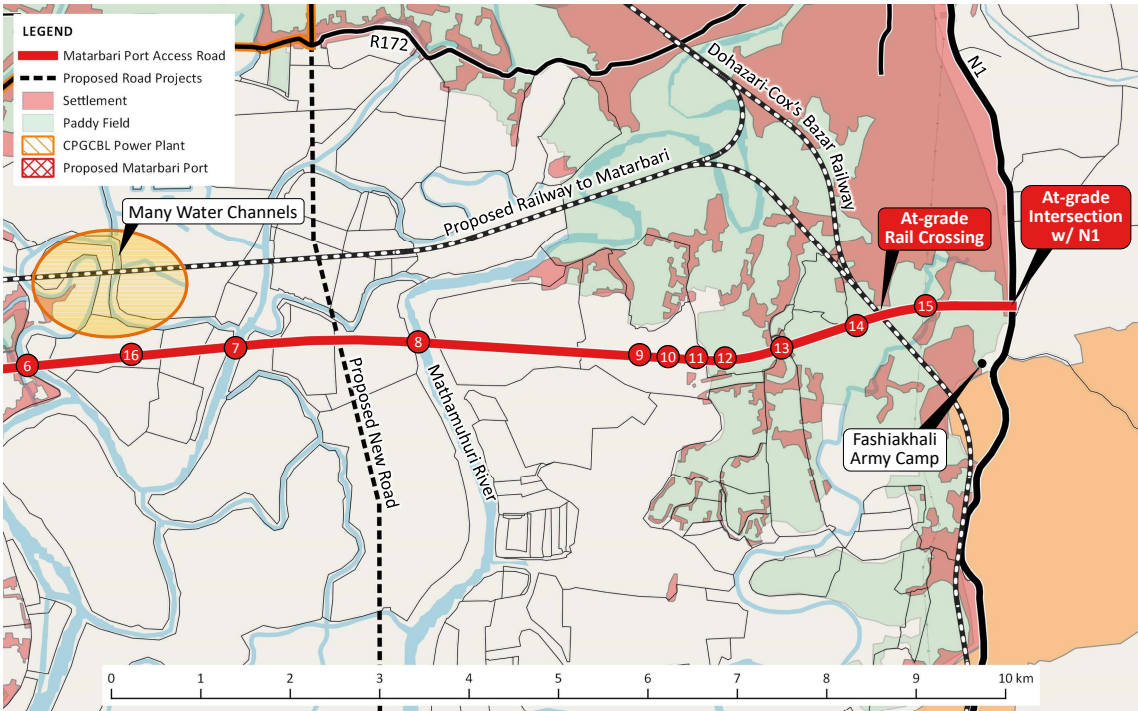 LEGEND
Matarbari Port Access Road
Proposed Road Projects
Settlement
Paddy Field
CPGCBL Power Plant
Proposed Matarbari Port
R172
N1
Dohazari-Cox's Bazar Railway
Proposed Railway to Matarbari
Many Water Channels
At-grade
Rail Crossing
At-grade
Intersection
w/ N1
6
16
7
8
9
10
11
12
13
14
15
Proposed New Road
Mathamuhuri River
Fashiakhali
Army Camp
0 1 2 3 4 5 6 7 8 9 10 km